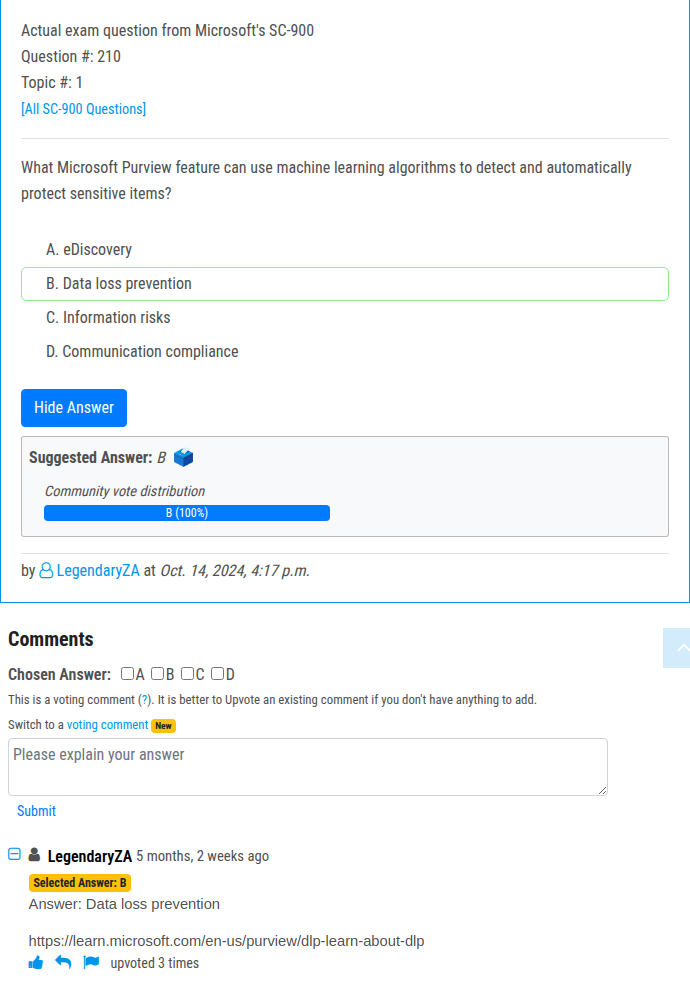 Actual exam question from Microsoft's SC-900
Question #: 210
Topic #: 1
[All SC-900 Questions]
What Microsoft Purview feature can use machine learning algorithms to detect and automatically
protect sensitive items?
A. eDiscovery
B. Data loss prevention
C. Information risks
D. Communication compliance
Hide Answer
Suggested Answer: B
Community vote distribution
B (100%)
by LegendaryZA at Oct. 14, 2024, 4:17 p.m.
Comments
Chosen Answer: A B C D
This is a voting comment (?). It is better to Upvote an existing comment if you don't have anything to add.
Switch to a voting comment New
Please explain your answer
Submit
LegendaryZA 5 months, 2 weeks ago
Selected Answer: B
Answer: Data loss prevention
https://learn.microsoft.com/en-us/purview/dlp-learn-about-dlp
upvoted 3 times